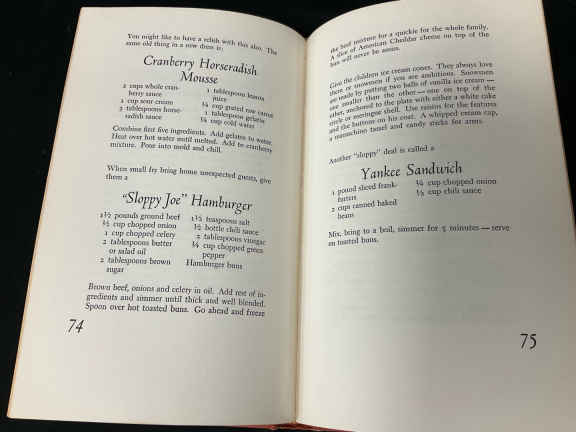 You might like to have a relish with this also. The
same old thing in a new dress is:
Cranberry Horseradish
Mousse
2 cups whole cran-
berry sauce
1 cup sour cream
2 tablespoons horse-
radish sauce
1 tablespoon lemon
juice
¼ cup grated raw carrot
1 tablespoon gelatin
¼ cup cold water
Combine first five ingredients. Add gelatin to water.
Heat over hot water until melted. Add to cranberry
mixture. Pour into mold and chill.
When small fry bring home unexpected guests, give
them a
"Sloppy Joe" Hamburger
1½ pounds ground beef
½ cup chopped onion
1 cup chopped celery
2 tablespoons butter
or salad oil
2 tablespoons brown
sugar
1½ teaspoons salt
½ bottle chili sauce
2 tablespoons vinegar
¼ cup chopped green
pepper
Hamburger buns
Brown beef, onions and celery in oil. Add rest of in-
gredients and simmer until thick and well blended.
Spoon over hot toasted buns. Go ahead and freeze
74
the beef mixture for a quickie for the whole family.
A slice of American Cheddar cheese on top of the
bun will never be amiss.
Give the children ice cream cones. They always love
them or snowmen if you are ambitious. Snowmen
are made by putting two balls of vanilla ice cream —
one smaller than the other — one on top of the
other, anchored to the plate with either a white cake
circle or meringue shell. Use raisins for the features
and the buttons on his coat. A whipped cream cap,
a maraschino tassel and candy sticks for arms.
Another "sloppy" deal is called a
Yankee Sandwich
1 pound sliced frank-
furters
2 cups canned baked
beans
¼ cup chopped onion
⅓ cup chili sauce
Mix, bring to a boil, simmer for 5 minutes — serve
on toasted buns.
75